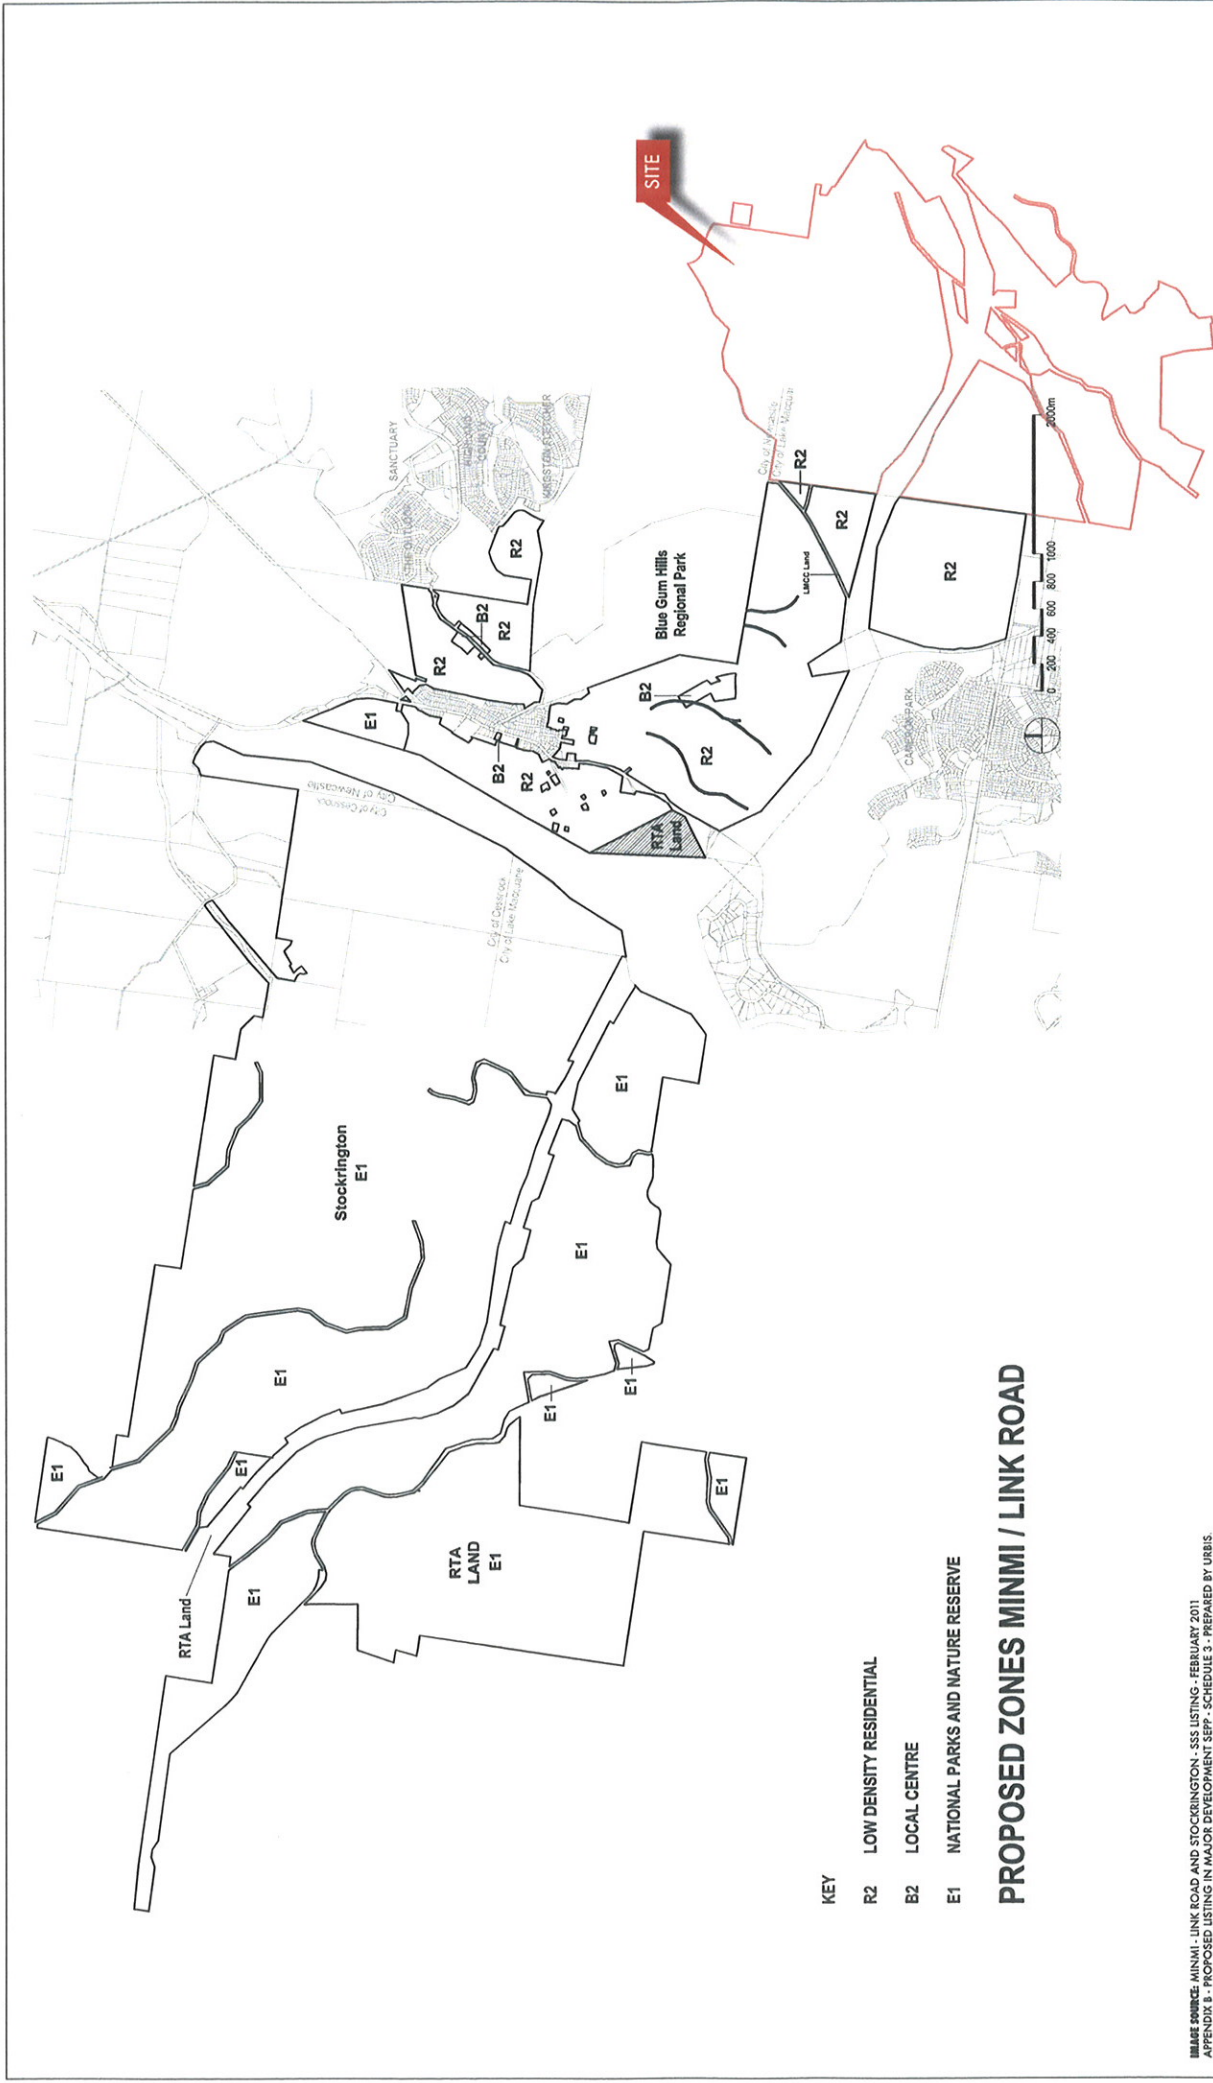 SITE
SANCTUARY
City of Newcastle
City of Lake Macquarie
R2
R2
LMCC Land
R2
Blue Gum Hills
Regional Park
R2
B2
R2
R2
E1
B2
R2
B2
R2
RTA
Land
City of Newcastle
City of Cessnock
City of Cessnock
City of Lake Macquarie
CAMERON PARK
0 200 400 600 800 1000 2000m
Stockrington
E1
E1
E1
E1
E1
E1
E1
E1
E1
E1
RTA Land
RTA
LAND
E1
KEY
R2 LOW DENSITY RESIDENTIAL
B2 LOCAL CENTRE
E1 NATIONAL PARKS AND NATURE RESERVE
PROPOSED ZONES MINMI / LINK ROAD
IMAGE SOURCE: MINMI - LINK ROAD AND STOCKRINGTON - SSS LISTING - FEBRUARY 2011
APPENDIX B - PROPOSED LISTING IN MAJOR DEVELOPMENT SEPP - SCHEDULE 3 - PREPARED BY URBIS.